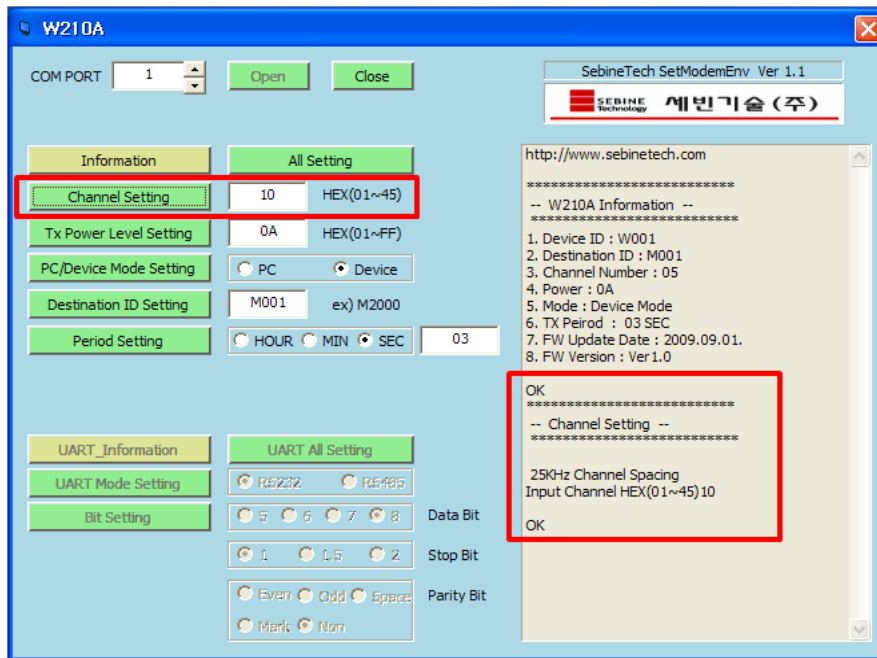 W210A
COM PORT 1 Open Close
SebineTech SetModemEnv Ver 1.1
SEBINE Technology 세빈기술(주)
Information All Setting
Channel Setting 10 HEX(01~45)
Tx Power Level Setting 0A HEX(01~FF)
PC/Device Mode Setting PC Device
Destination ID Setting M001 ex) M2000
Period Setting HOUR MIN SEC 03
UART_Information UART All Setting
UART Mode Setting RS232 RS485
Bit Setting 5 6 7 8 Data Bit
1 1.5 2 Stop Bit
Even Odd Space Parity Bit
Mark Non
http://www.sebinetech.com
**************************
-- W210A Information --
**************************
1. Device ID : W001
2. Destination ID : M001
3. Channel Number : 05
4. Power : 0A
5. Mode : Device Mode
6. TX Peirod : 03 SEC
7. FW Update Date : 2009.09.01.
8. FW Version : Ver1.0
OK
**************************
-- Channel Setting --
**************************
25KHz Channel Spacing
Input Channel HEX(01~45)10
OK